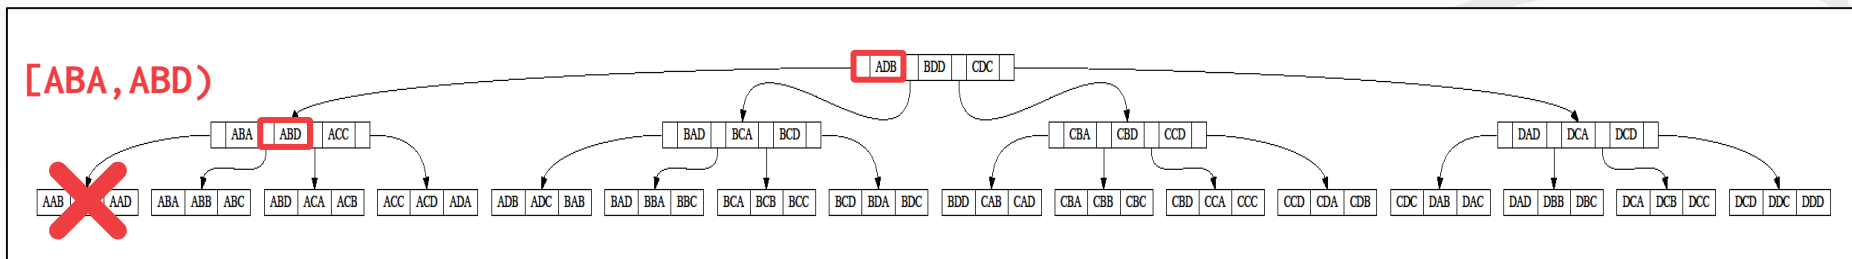 ADB BDD CDC
[ABA,ABD)
ABA ABD ACC BAD BCA BCD CBA CBD CCD DAD DCA DCD
AAB AAD ABA ABB ABC ABD ACA ACB ACC ACD ADA ADB ADC BAB BAD BBA BBC BCA BCB BCC BCD BDA BDC BDD CAB CAD CBA CBB CBC CBD CCA CCC CCD CDA CDB CDC DAB DAC DAD DBB DBC DCA DCB DCC DCD DDC DDD